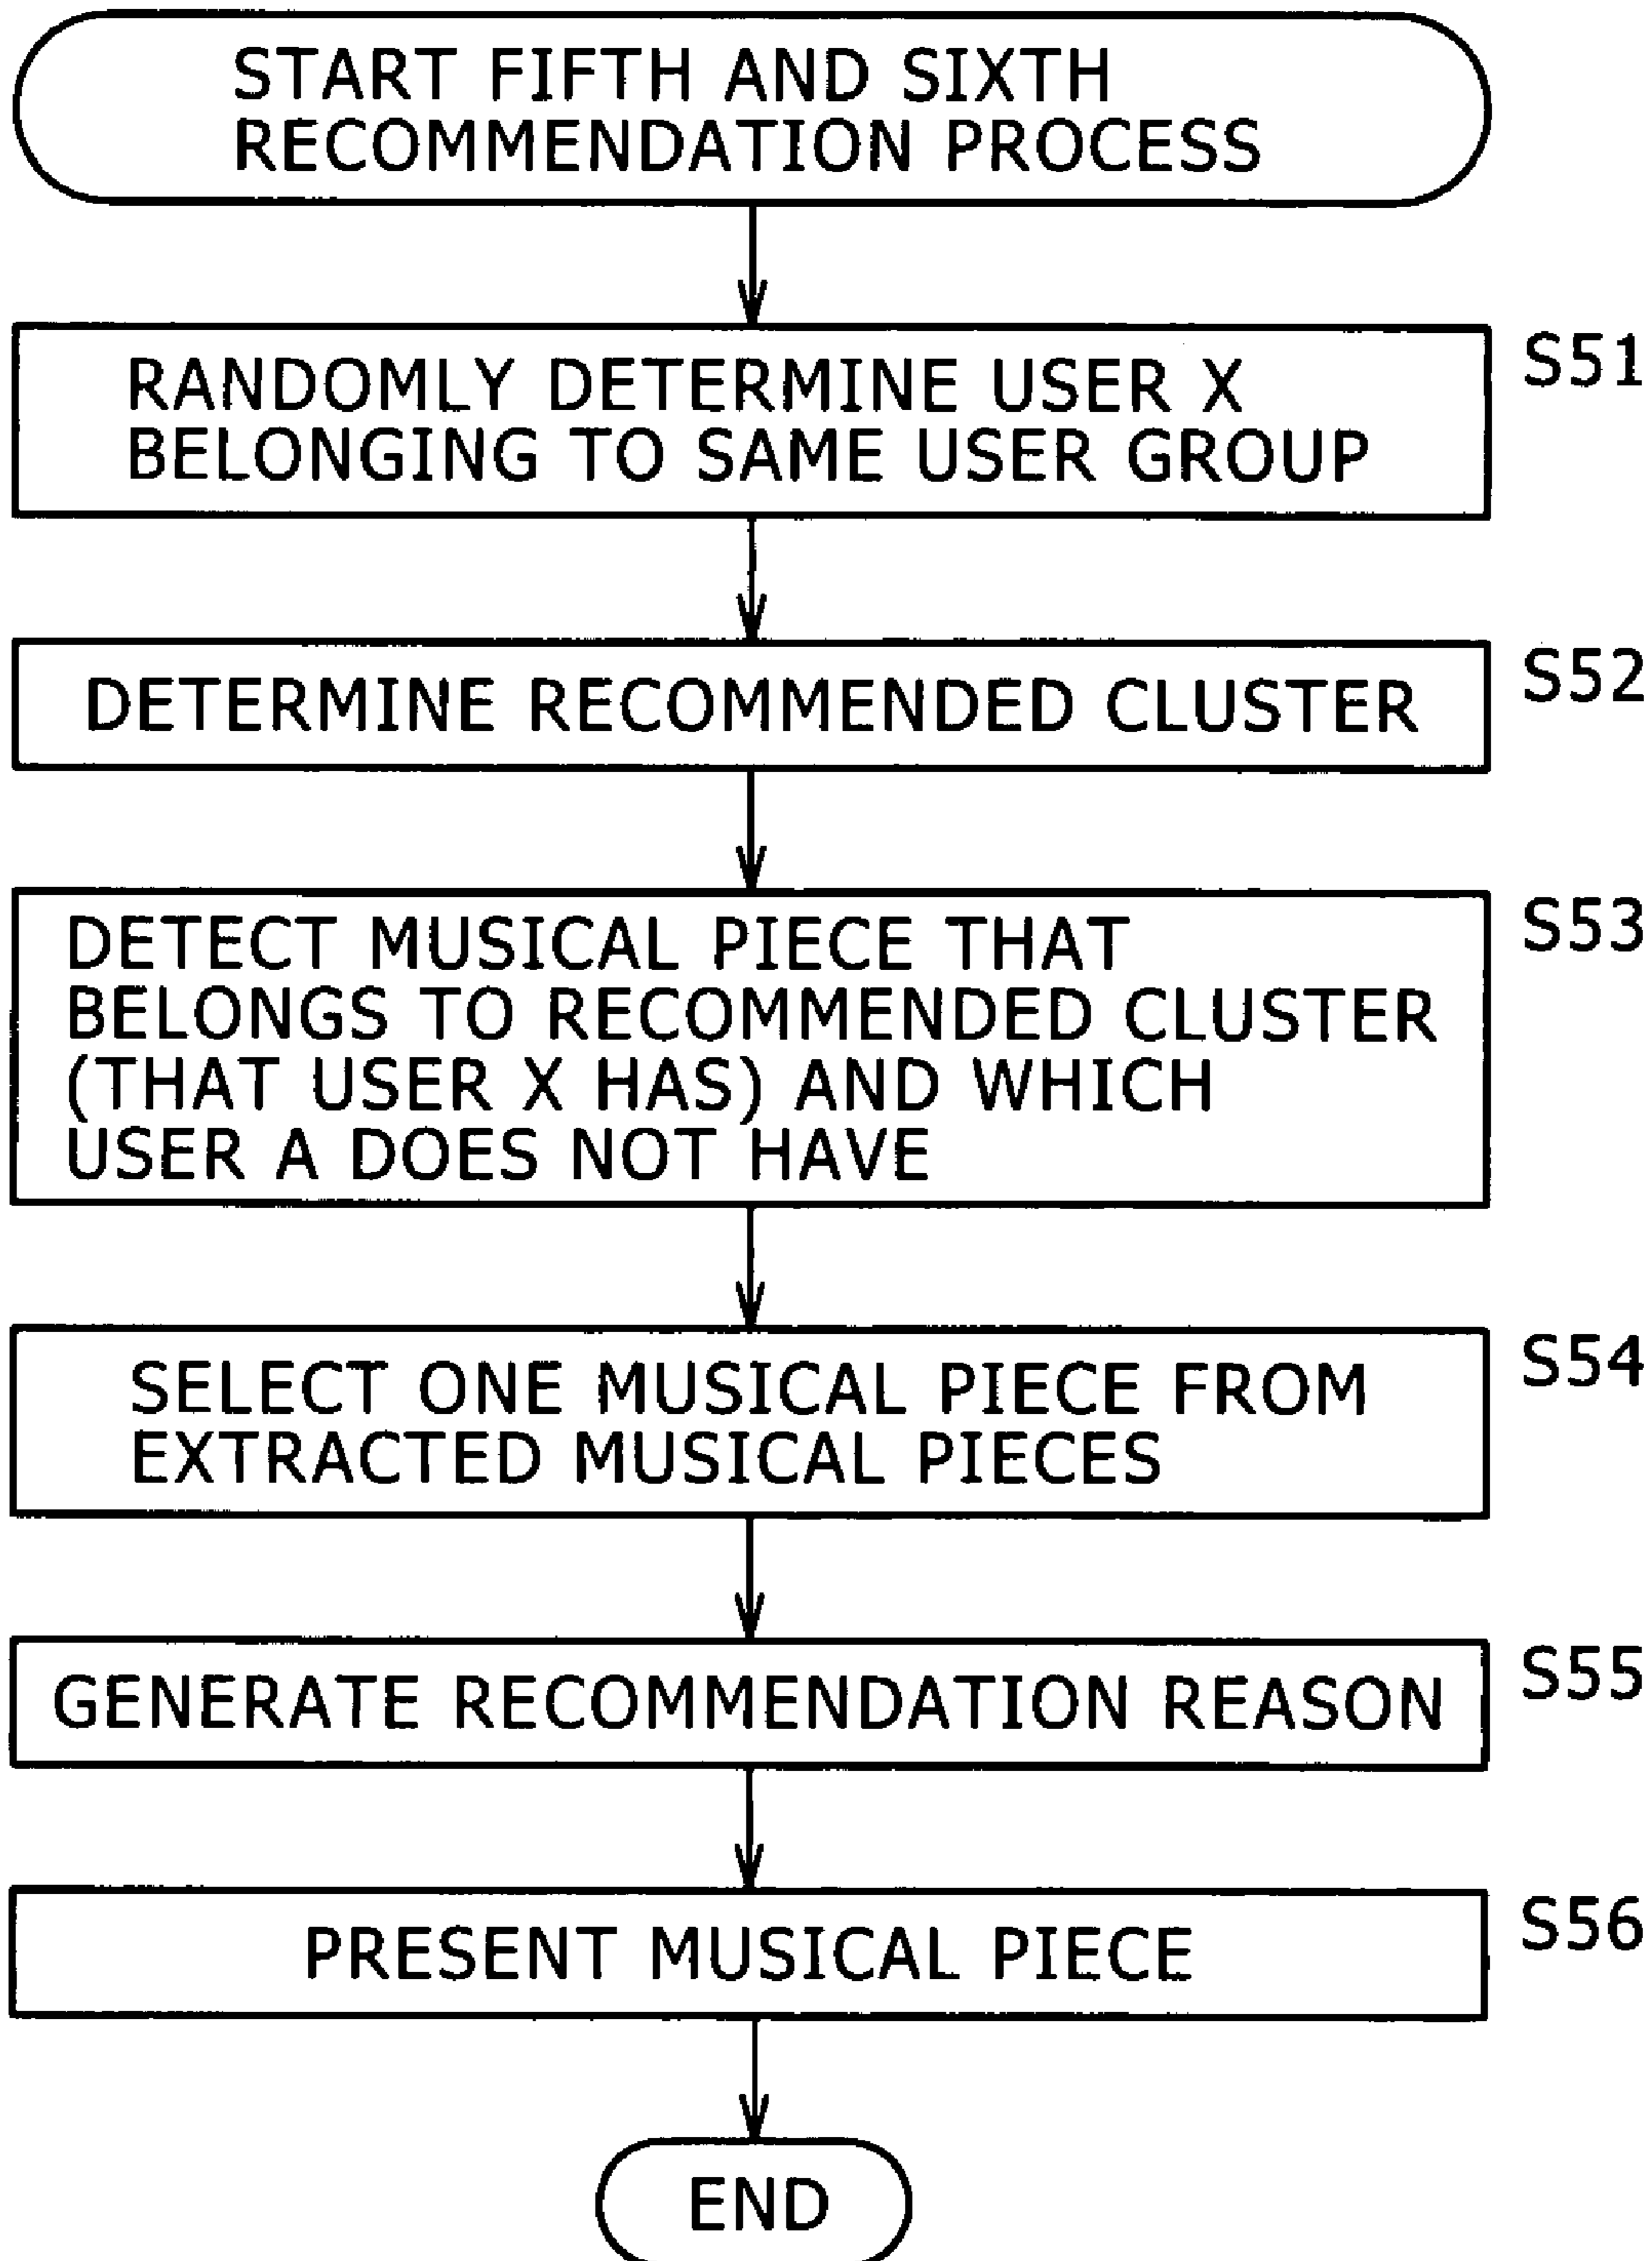 START FIFTH AND SIXTH
RECOMMENDATION PROCESS
RANDOMLY DETERMINE USER X
BELONGING TO SAME USER GROUP
S51
DETERMINE RECOMMENDED CLUSTER
S52
DETECT MUSICAL PIECE THAT
BELONGS TO RECOMMENDED CLUSTER
(THAT USER X HAS) AND WHICH
USER A DOES NOT HAVE
S53
SELECT ONE MUSICAL PIECE FROM
EXTRACTED MUSICAL PIECES
S54
GENERATE RECOMMENDATION REASON
S55
PRESENT MUSICAL PIECE
S56
END